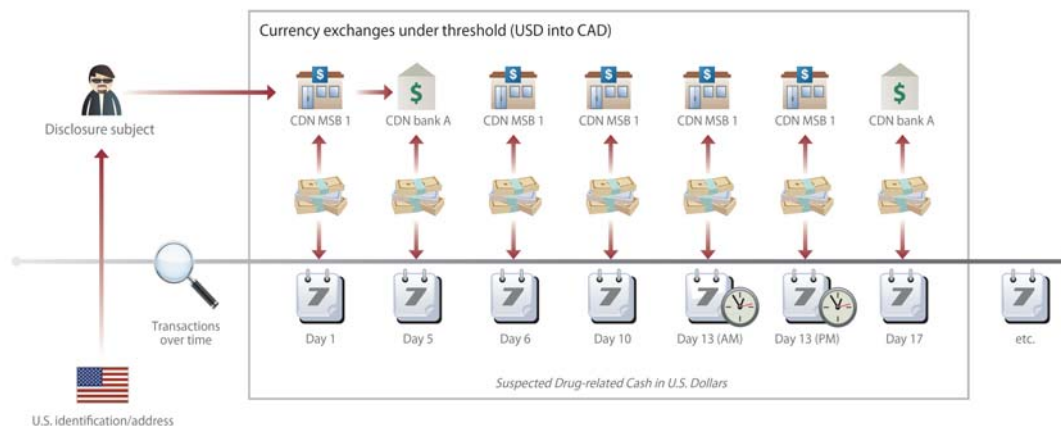 Currency exchanges under threshold (USD into CAD)
$
$
$
$
$
$
$
CDN MSB 1
CDN bank A
CDN MSB 1
CDN MSB 1
CDN MSB 1
CDN MSB 1
CDN bank A
Disclosure subject
7
7
7
7
7
7
7
7
Transactions
over time
Day 1
Day 5
Day 6
Day 10
Day 13 (AM)
Day 13 (PM)
Day 17
etc.
Suspected Drug-related Cash in U.S. Dollars
U.S. identification/address